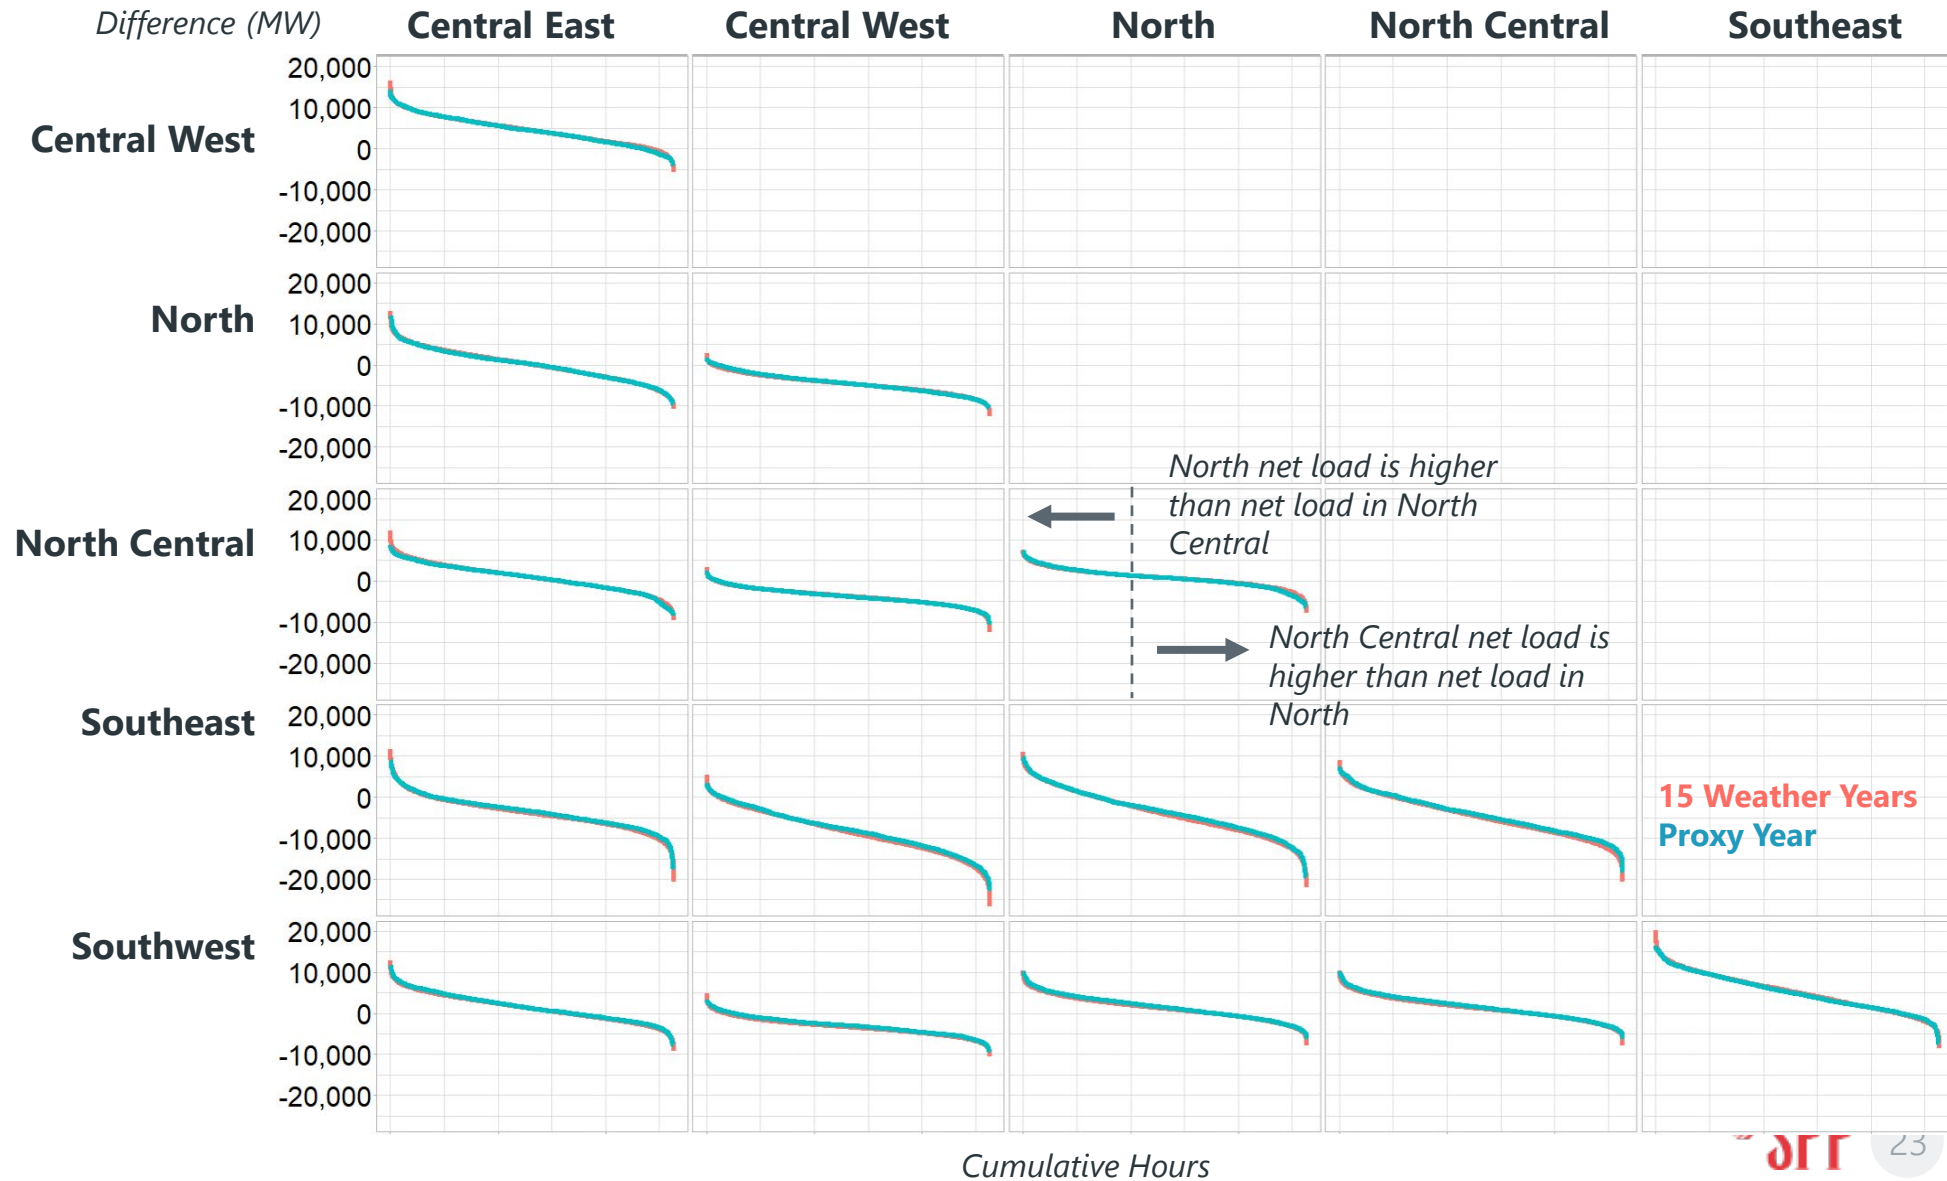 Difference (MW)
Central East
Central West
North
North Central
Southeast
Central West
20,000
10,000
0
-10,000
-20,000
North
20,000
10,000
0
-10,000
-20,000
North Central
20,000
10,000
0
-10,000
-20,000
North net load is higher
than net load in North
Central
North Central net load is
higher than net load in
North
Southeast
20,000
10,000
0
-10,000
-20,000
15 Weather Years
Proxy Year
Southwest
20,000
10,000
0
-10,000
-20,000
Cumulative Hours
SPP
23